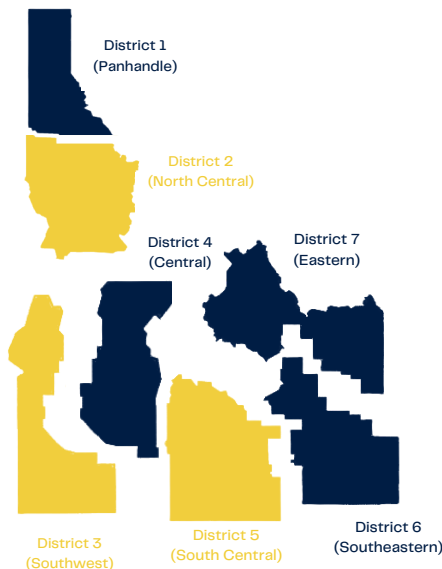 District 1
(Panhandle)
District 2
(North Central)
District 4
(Central)
District 7
(Eastern)
District 3
(Southwest)
District 5
(South Central)
District 6
(Southeastern)